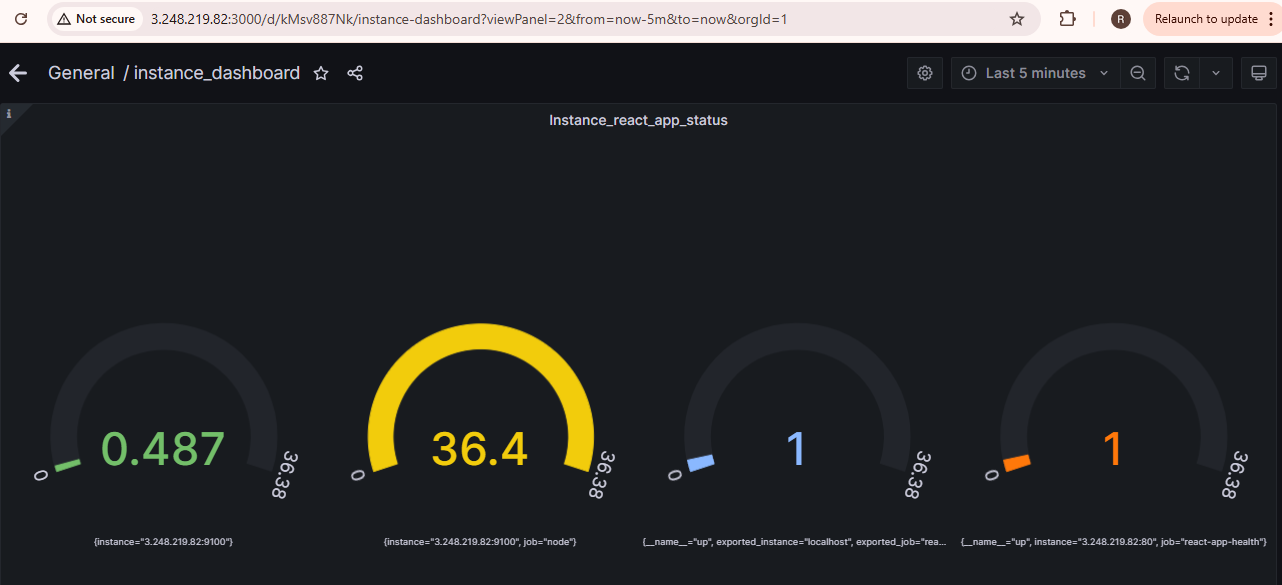 Not secure 3.248.219.82:3000/d/kMsv887Nk/instance-dashboard?viewPanel=2&from=now-5m&to=now&orgId=1 R Relaunch to update
General / instance_dashboard Last 5 minutes
i
Instance_react_app_status
0.487 36.4 1 1
0 36.38 0 36.38 0 36.38 0 36.38
{instance="3.248.219.82:9100"} {instance="3.248.219.82:9100", job="node"} {__name__="up", exported_instance="localhost", exported_job="rea... {__name__="up", instance="3.248.219.82:80", job="react-app-health"}